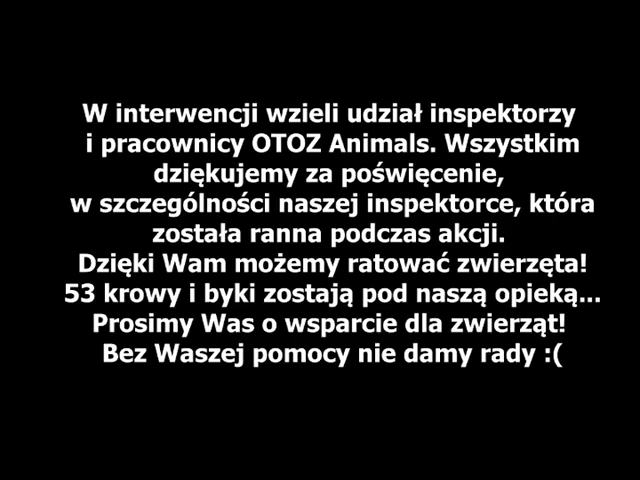 W interwencji wzieli udział inspektorzy
i pracownicy OTOZ Animals. Wszystkim
dziękujemy za poświęcenie,
w szczególności naszej inspektorce, która
została ranna podczas akcji.
Dzięki Wam możemy ratować zwierzęta!
53 krowy i byki zostają pod naszą opieką...
Prosimy Was o wsparcie dla zwierząt!
Bez Waszej pomocy nie damy rady :(